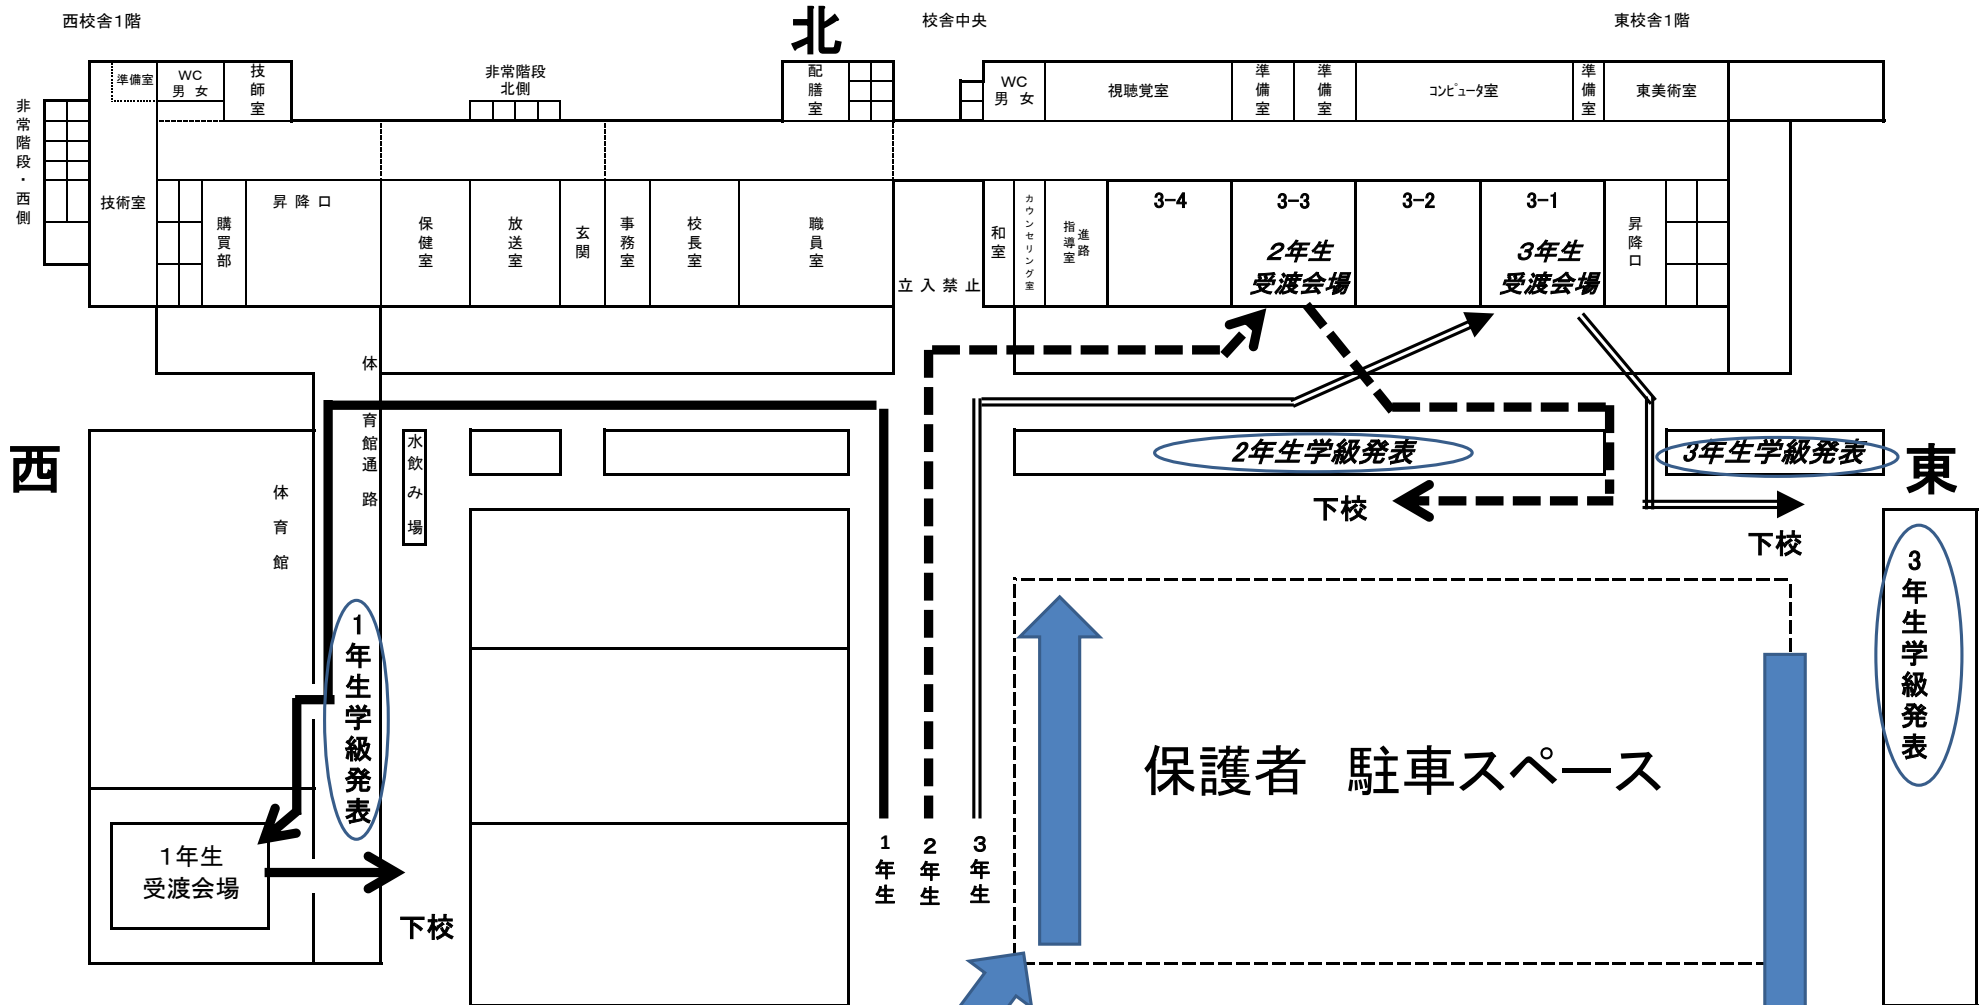 西校舎1階
北
校舎中央
東校舎1階
準備室
WC
男 女
技師室
非常階段
北側
配膳室
WC
男 女
視聴覚室
準備室
準備室
コンピュータ室
準備室
東美術室
非常階段・西側
技術室
購買部
昇降口
保健室
放送室
玄関
事務室
校長室
職員室
立入禁止
和室
カウンセリング室
進路
指導室
3-4
3-3
2年生
受渡会場
3-2
3-1
3年生
受渡会場
昇降口
体育館通路
西
体育館
水飲み場
2年生学級発表
3年生学級発表
東
下校
下校
3年生学級発表
1年生学級発表
保護者 駐車スペース
1年生
2年生
3年生
1年生
受渡会場
下校